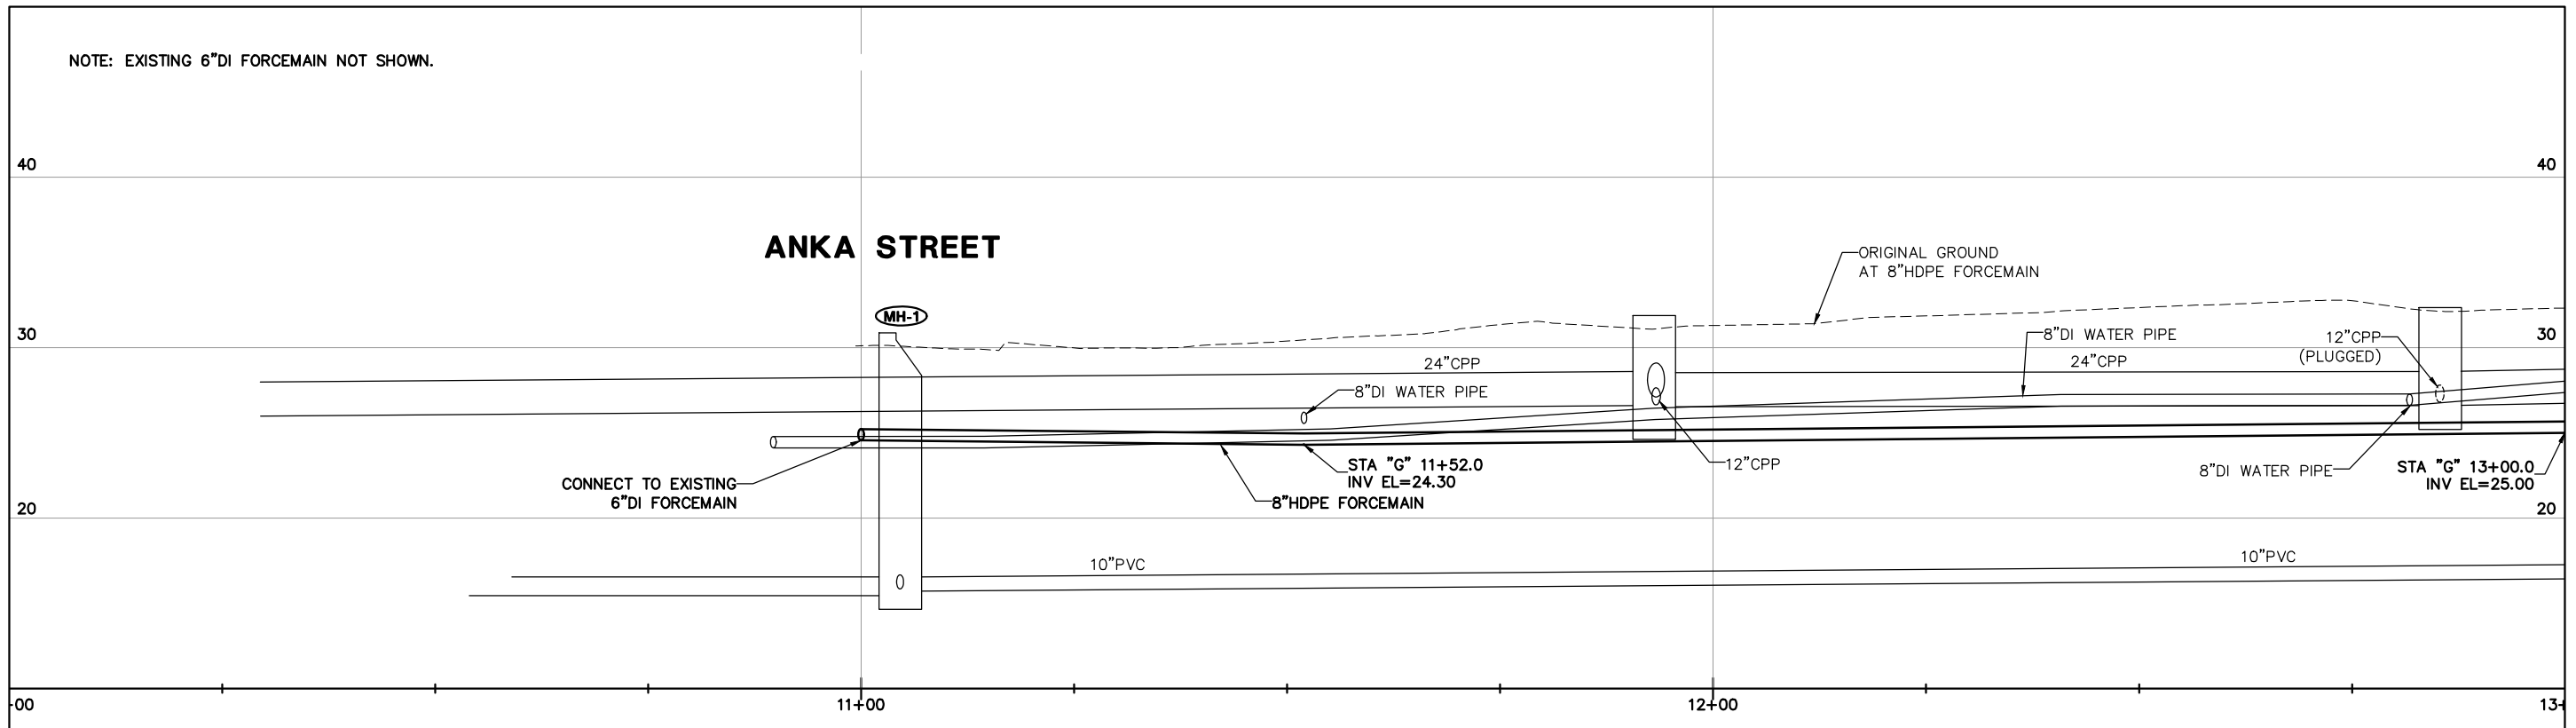 NOTE: EXISTING 6"DI FORCEMAIN NOT SHOWN.
40
40
ANKA STREET
ORIGINAL GROUND
AT 8"HDPE FORCEMAIN
MH-1
30
30
8"DI WATER PIPE
12"CPP
(PLUGGED)
24"CPP
24"CPP
8"DI WATER PIPE
CONNECT TO EXISTING
6"DI FORCEMAIN
STA "G" 11+52.0
INV EL=24.30
8"HDPE FORCEMAIN
12"CPP
8"DI WATER PIPE
STA "G" 13+00.0
INV EL=25.00
20
20
10"PVC
10"PVC
00
11+00
12+00
13+